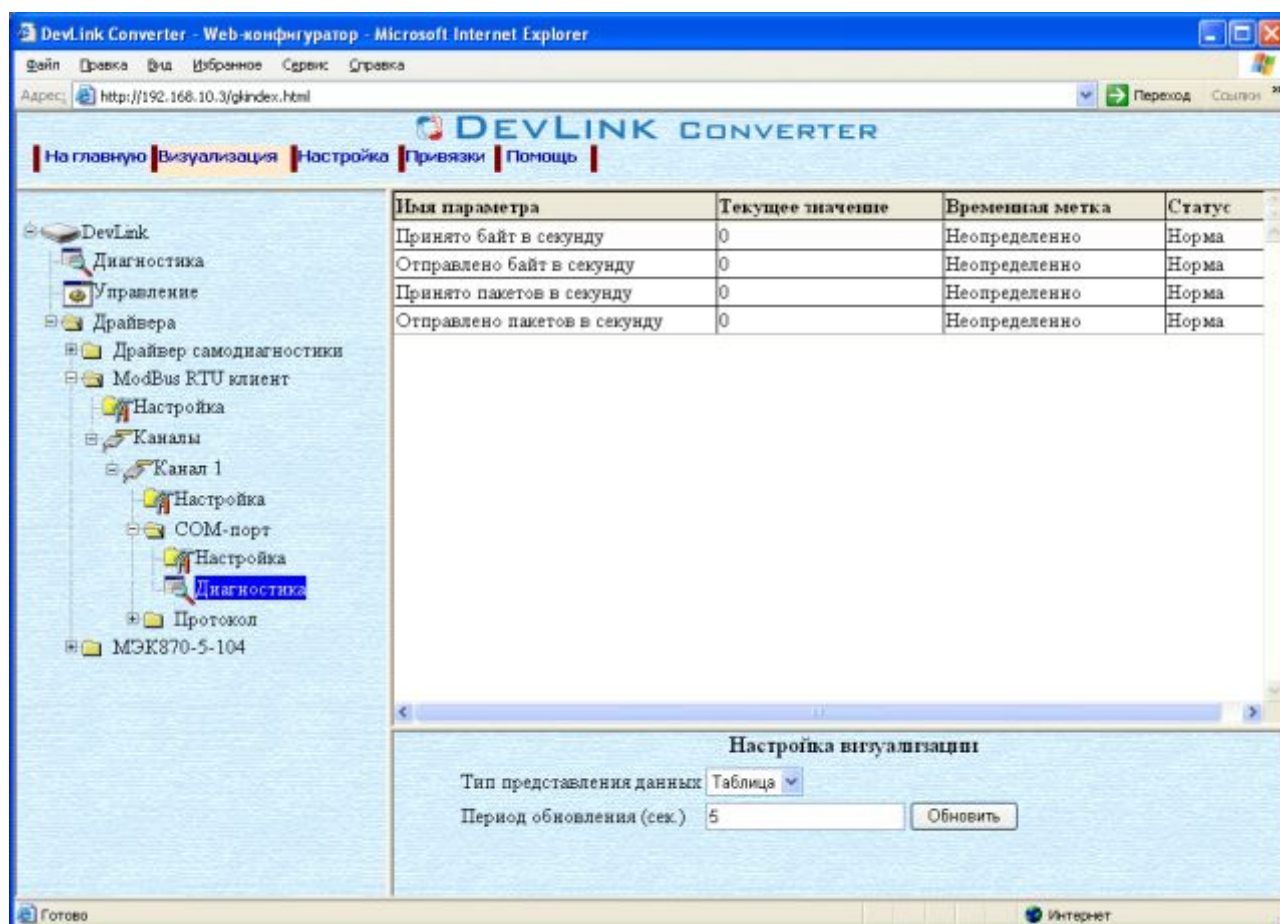 DevLink Converter - Web-конфигуратор - Microsoft Internet Explorer
Файл Правка Вид Избранное Сервис Справка
Адрес: http://192.168.10.3/gkindex.html Переход Ссылки »
DEVLINK CONVERTER
На главную Визуализация Настройка Привязки Помощь
Имя параметра Текущее значение Временная метка Статус
Принято байт в секунду 0 Неопределенно Норма
Отправлено байт в секунду 0 Неопределенно Норма
Принято пакетов в секунду 0 Неопределенно Норма
Отправлено пакетов в секунду 0 Неопределенно Норма
DevLink
Диагностика
Управление
Драйвера
Драйвер самодиагностики
ModBus RTU клиент
Настройка
Каналы
Канал 1
Настройка
COM-порт
Настройка
Диагностика
Протокол
МЭК870-5-104
Настройка визуализации
Тип представления данных Таблица
Период обновления (сек.) 5 Обновить
Готово Интернет